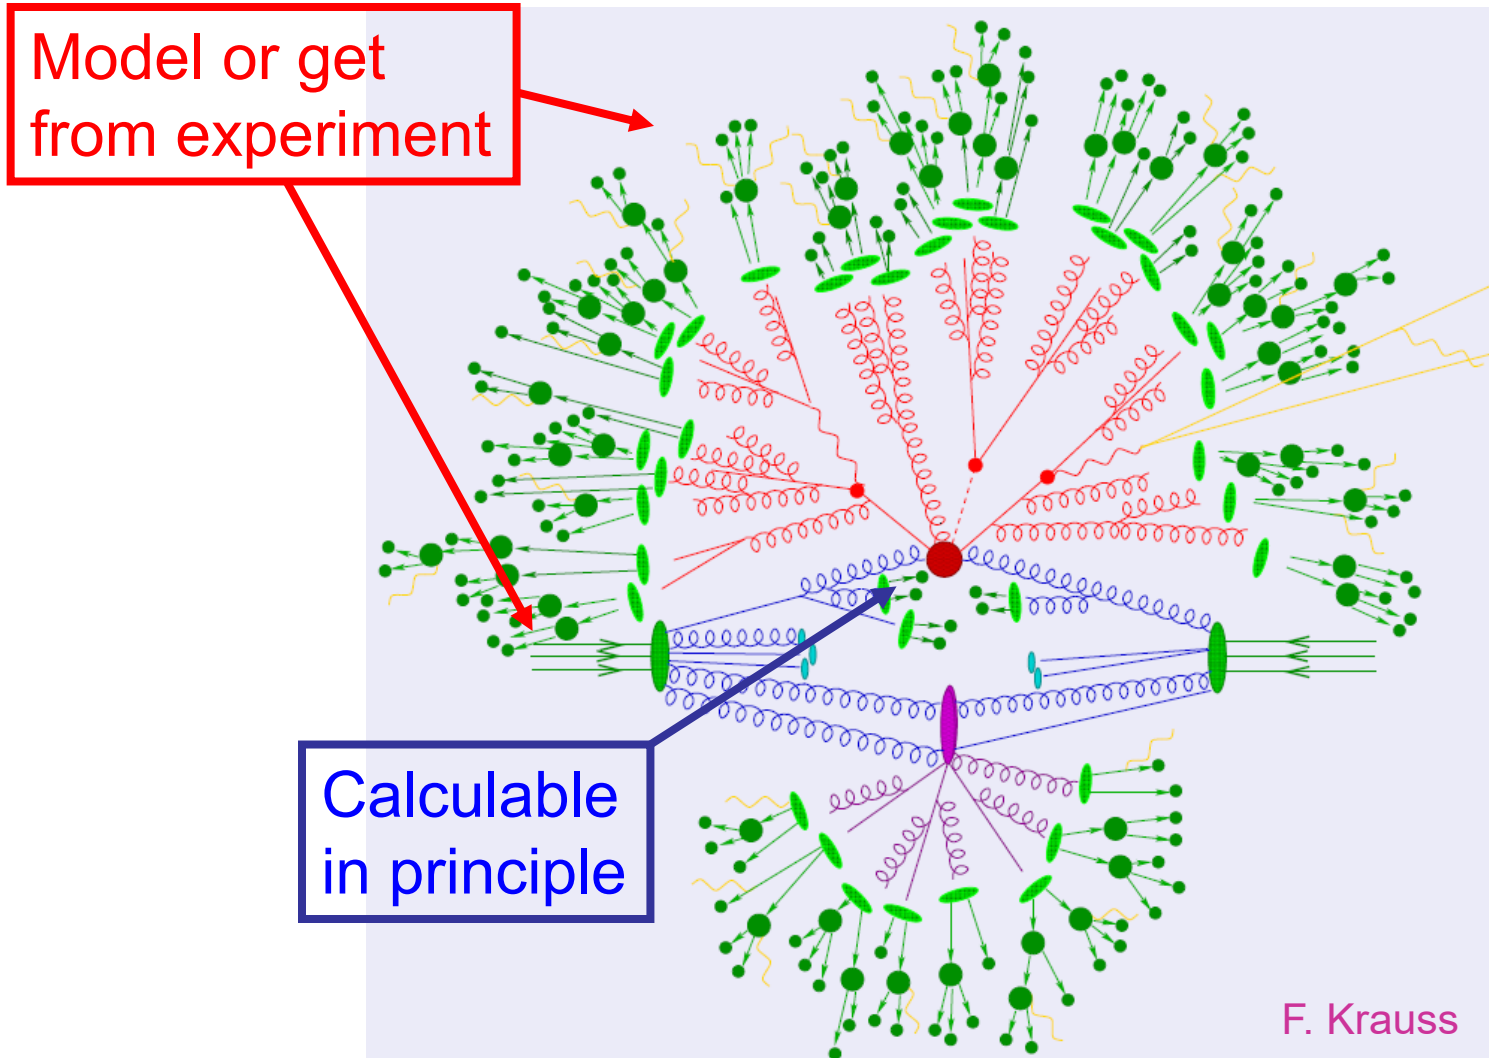 Model or get
from experiment
Calculable
in principle
F. Krauss